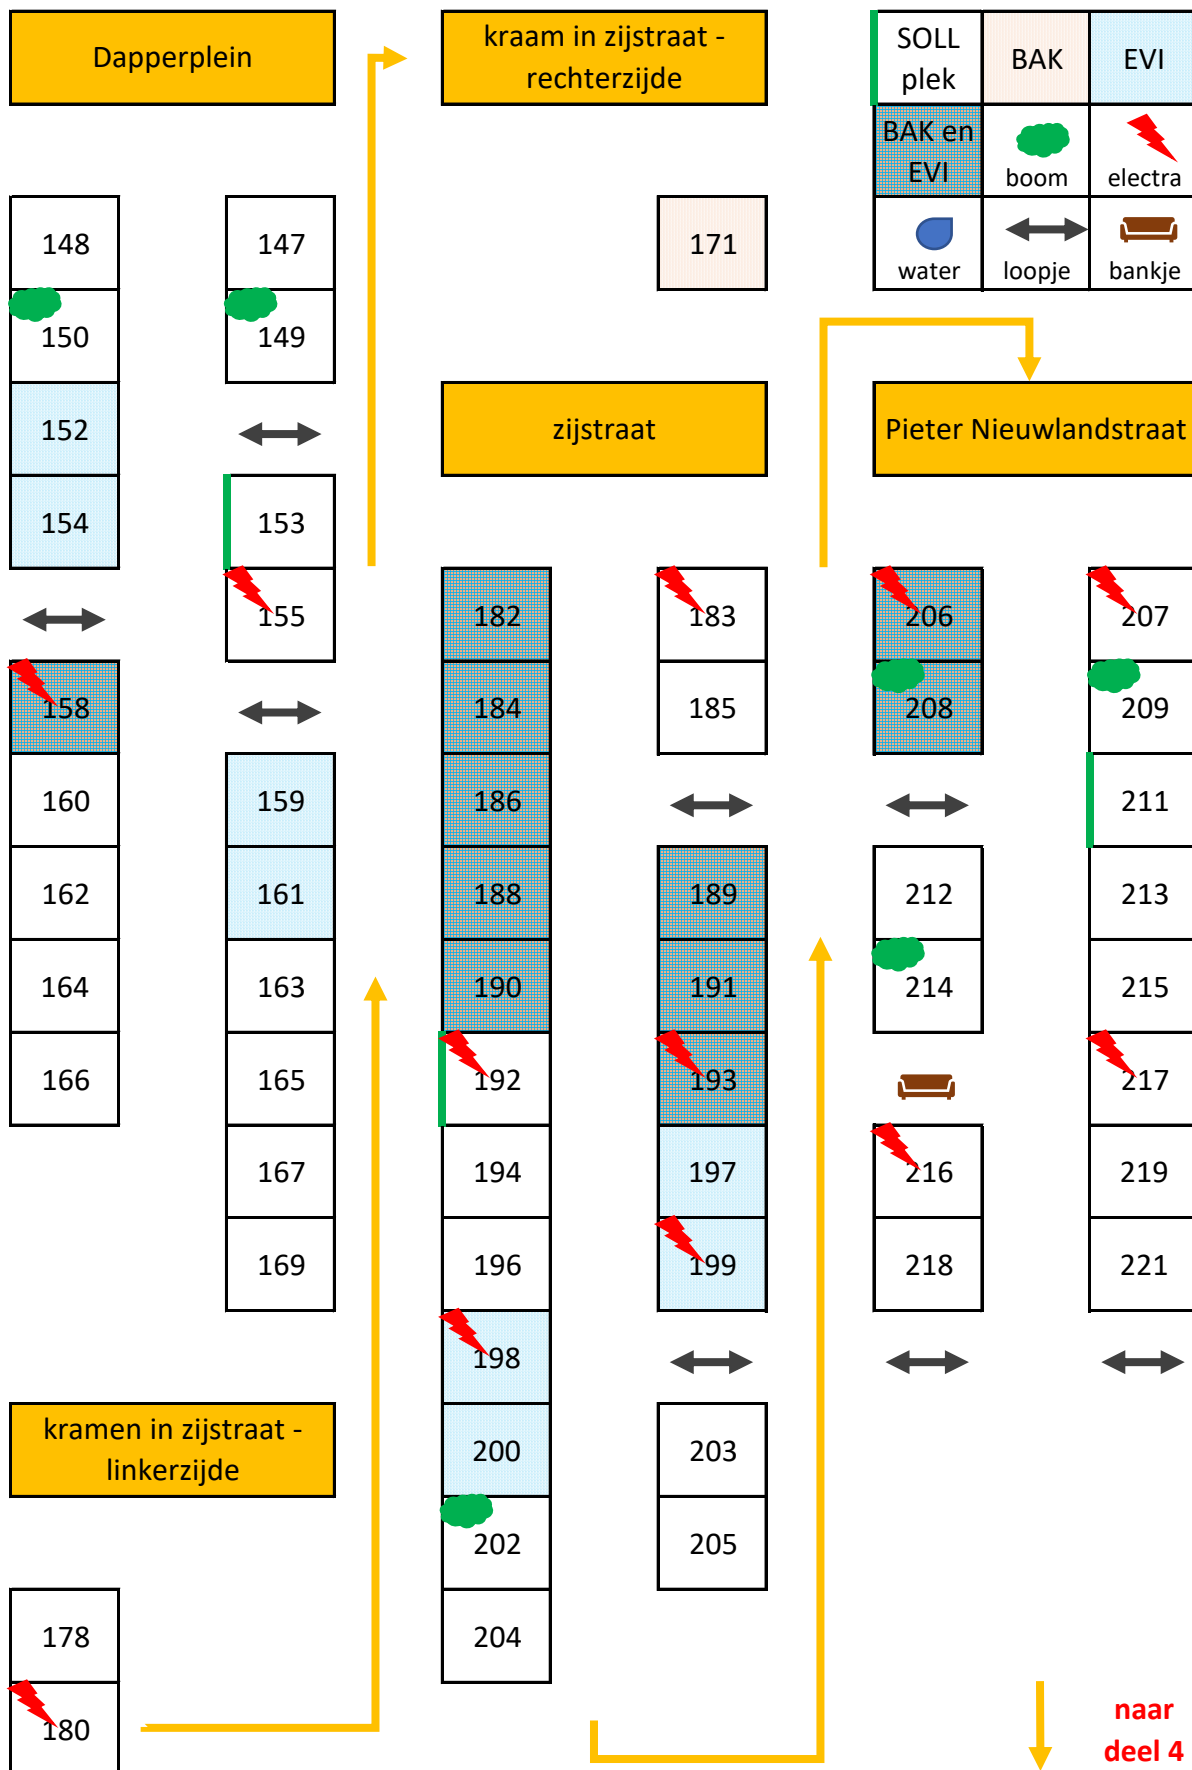 Dapperplein
148
147
150
149
152
154
153
155
158
160
159
162
161
164
163
166
165
167
169
kramen in zijstraat -
linkerzijde
178
180
kraam in zijstraat -
rechterzijde
171
zijstraat
182
183
184
185
186
188
189
190
191
192
193
194
197
196
199
198
200
203
202
205
204
SOLL
plek
BAK
EVI
BAK en
EVI
boom
electra
water
loopje
bankje
Pieter Nieuwlandstraat
206
207
208
209
211
212
213
214
215
217
216
219
218
221
naar
deel 4